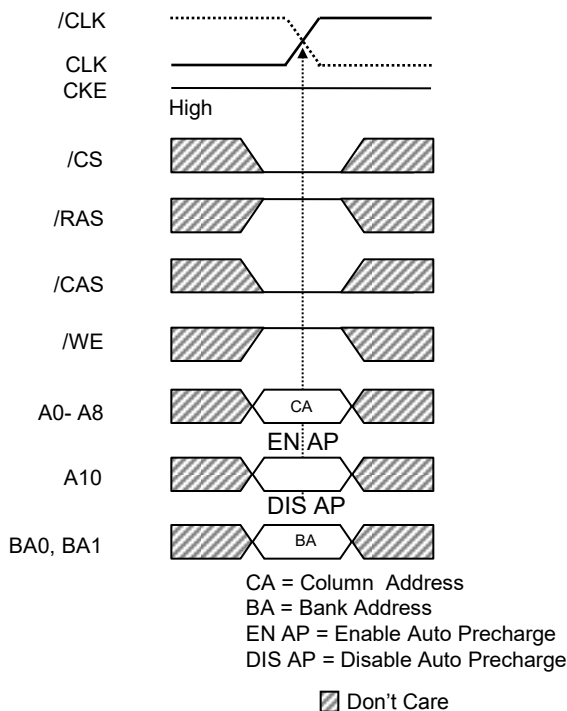 /CLK
CLK
CKE
High
/CS
/RAS
/CAS
/WE
A0- A8
CA
EN AP
A10
DIS AP
BA0, BA1
BA
CA = Column Address
BA = Bank Address
EN AP = Enable Auto Precharge
DIS AP = Disable Auto Precharge
Don't Care